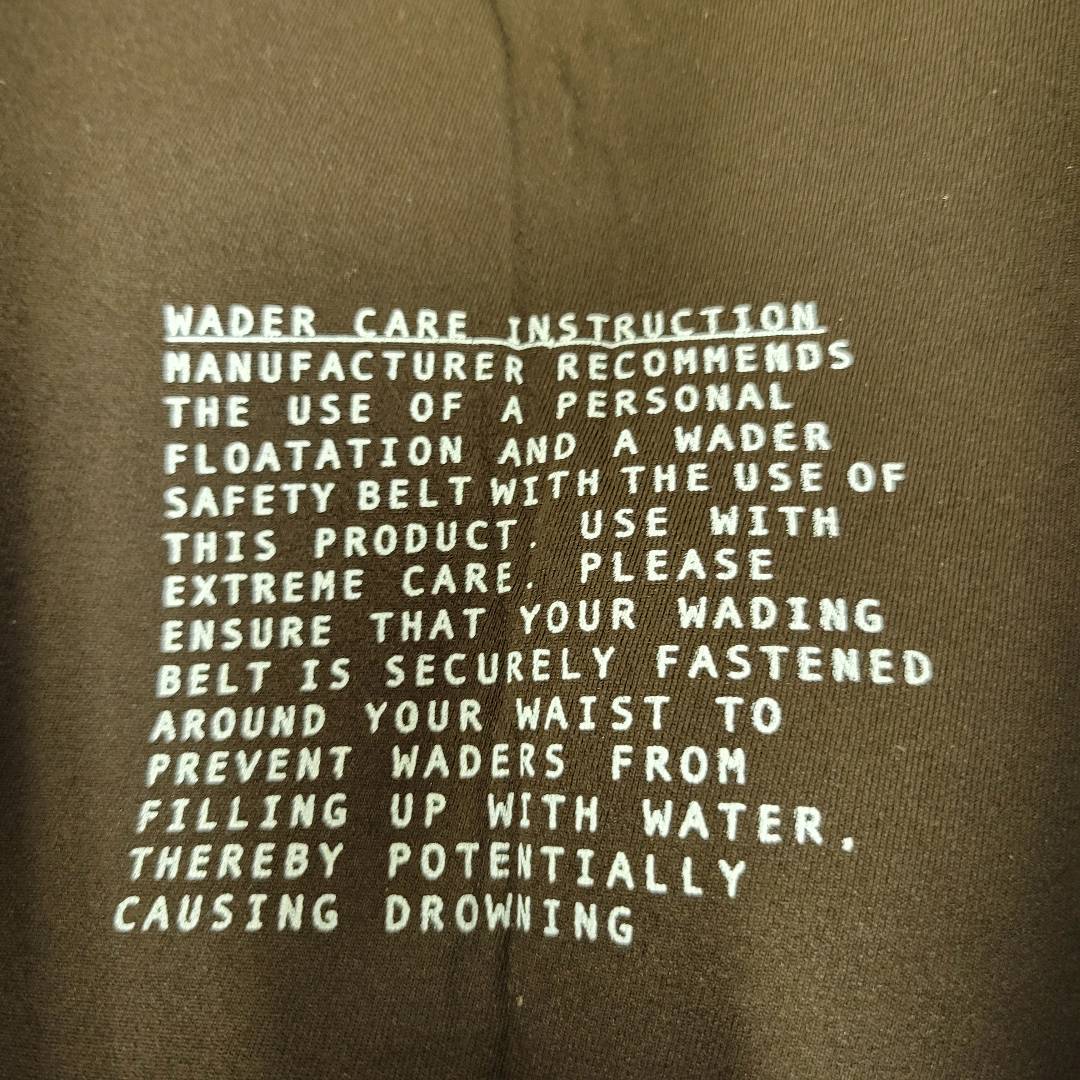 WADER CARE INSTRUCTION
MANUFACTURER RECOMMENDS
THE USE OF A PERSONAL
FLOATATION AND A WADER
SAFETY BELT WITH THE USE OF
THIS PRODUCT. USE WITH
EXTREME CARE. PLEASE
ENSURE THAT YOUR WADING
BELT IS SECURELY FASTENED
AROUND YOUR WAIST TO
PREVENT WADERS FROM
FILLING UP WITH WATER,
THEREBY POTENTIALLY
CAUSING DROWNING